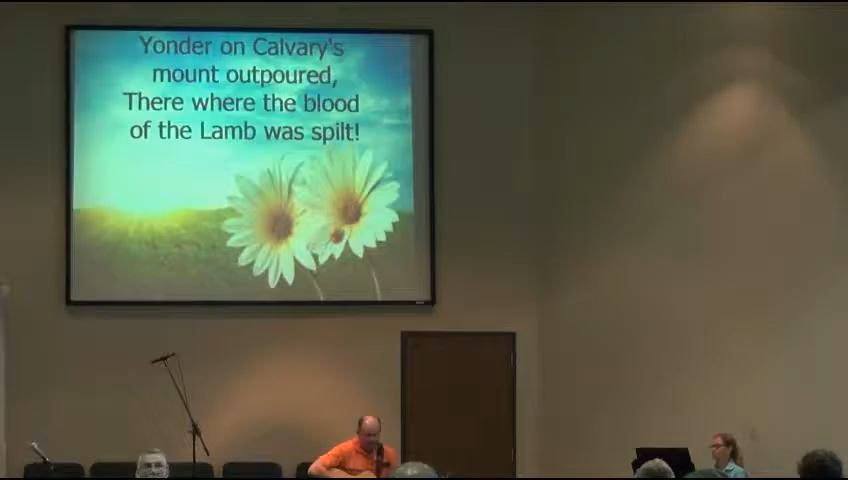 Yonder on Calvary's
mount outpoured,
There where the blood
of the Lamb was spilt!